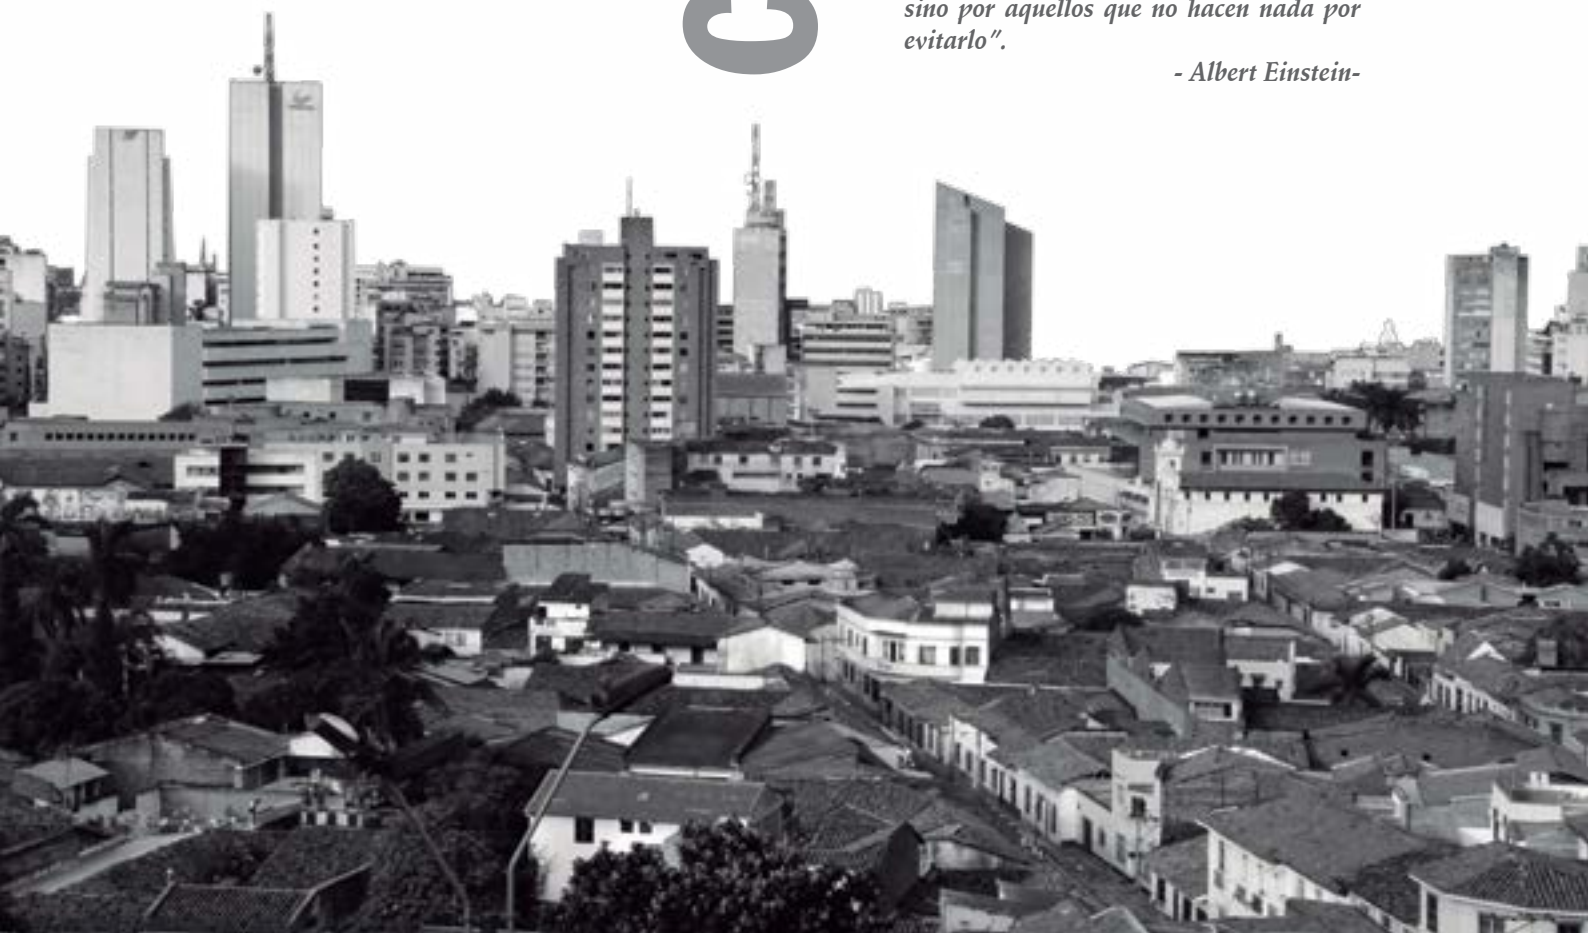 C
sino por aquellos que no hacen nada por
evitarlo”.
- Albert Einstein-